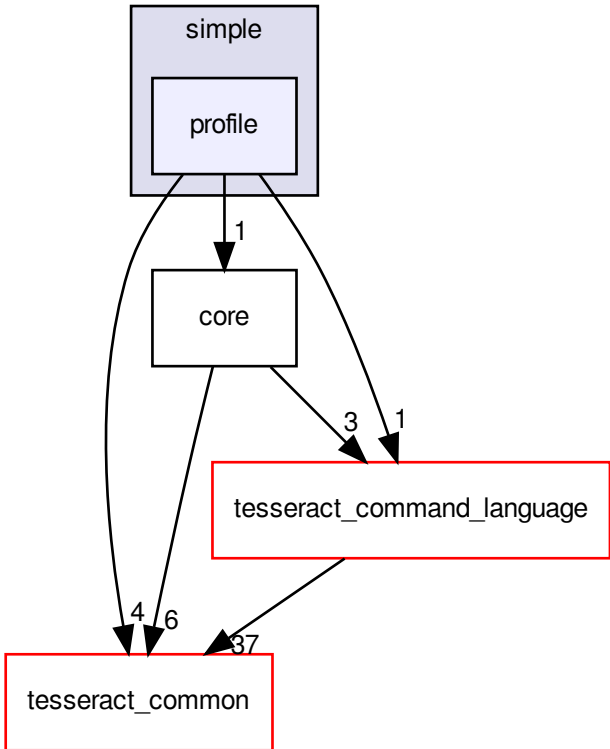 simple
profile
1
core
3
1
tesseract_command_language
4
6
37
tesseract_common